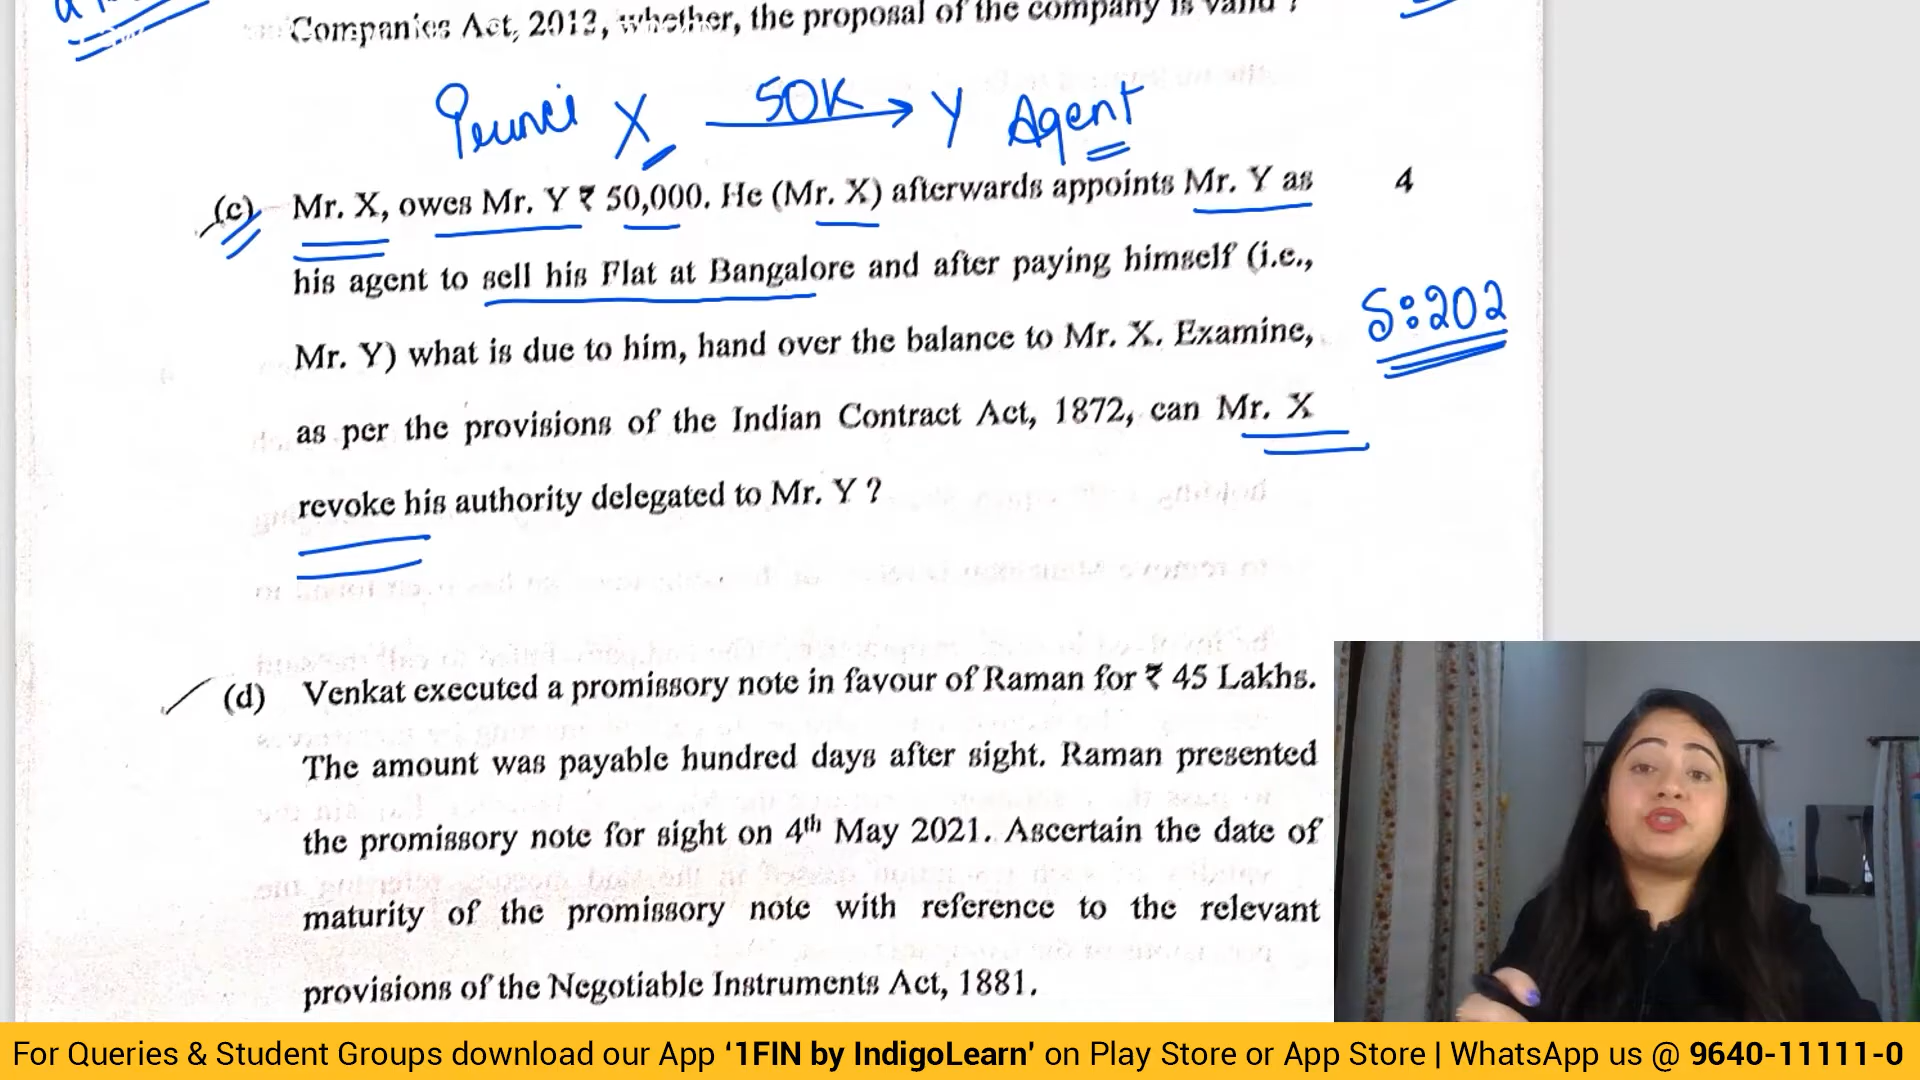 Companies Act, 2013, whether, the proposal of the company is valid ?
X 50K → Y Agent
(c) Mr. X, owes Mr. Y ₹ 50,000. He (Mr. X) afterwards appoints Mr. Y as 4
his agent to sell his Flat at Bangalore and after paying himself (i.e.,
Mr. Y) what is due to him, hand over the balance to Mr. X. Examine,
S:202
as per the provisions of the Indian Contract Act, 1872, can Mr. X
revoke his authority delegated to Mr. Y ?
(d) Venkat executed a promissory note in favour of Raman for ₹ 45 Lakhs.
The amount was payable hundred days after sight. Raman presented
the promissory note for sight on 4th May 2021. Ascertain the date of
maturity of the promissory note with reference to the relevant
provisions of the Negotiable Instruments Act, 1881.
For Queries & Student Groups download our App ‘1FIN by IndigoLearn' on Play Store or App Store | WhatsApp us @ 9640-11111-0